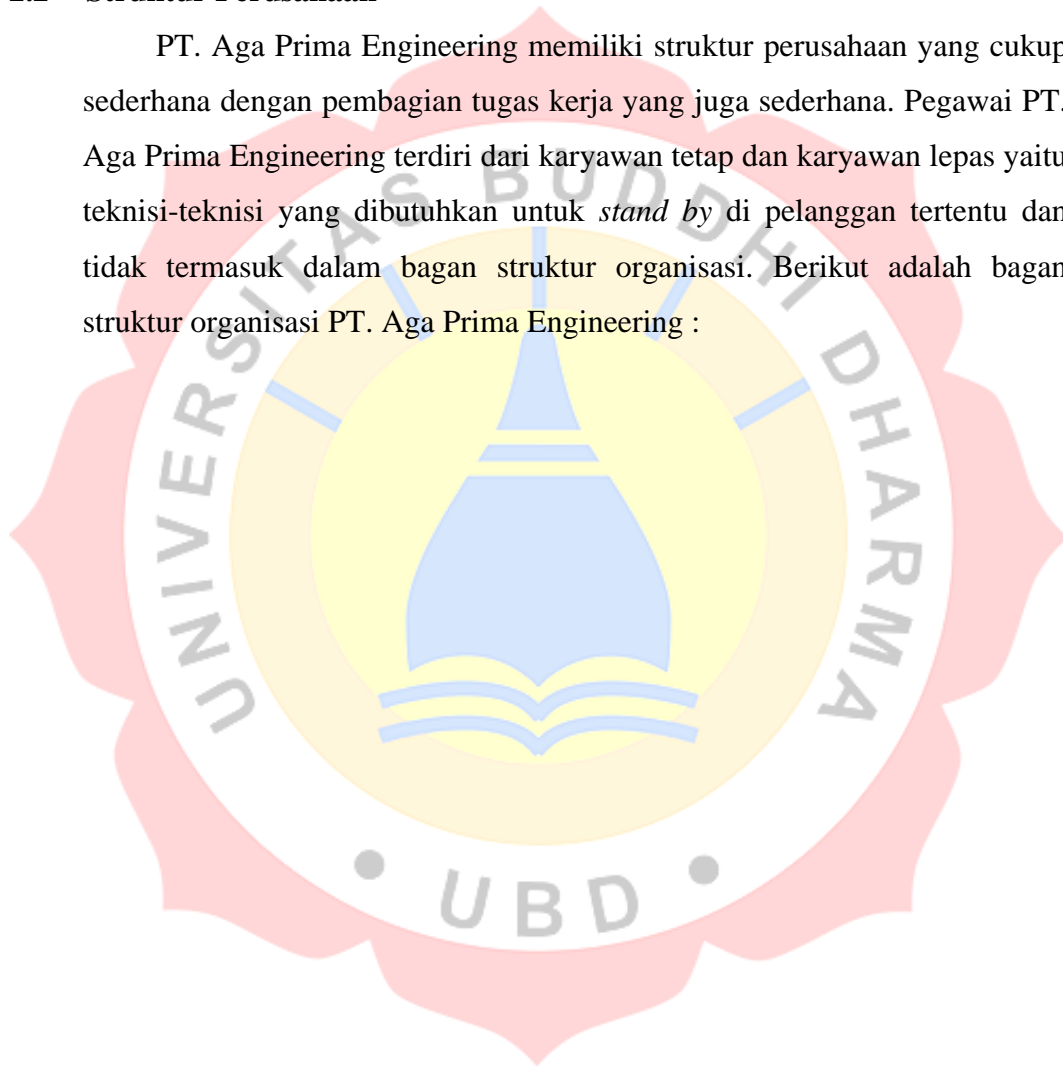 Struktur Perusahaan
PT. Aga Prima Engineering memiliki struktur perusahaan yang cukup
sederhana dengan pembagian tugas kerja yang juga sederhana. Pegawai PT.
Aga Prima Engineering terdiri dari karyawan tetap dan karyawan lepas yaitu
teknisi-teknisi yang dibutuhkan untuk stand by di pelanggan tertentu dan
tidak termasuk dalam bagan struktur organisasi. Berikut adalah bagan
struktur organisasi PT. Aga Prima Engineering :
UNIVERSITAS BUDDHI DHARMA
• UBD •